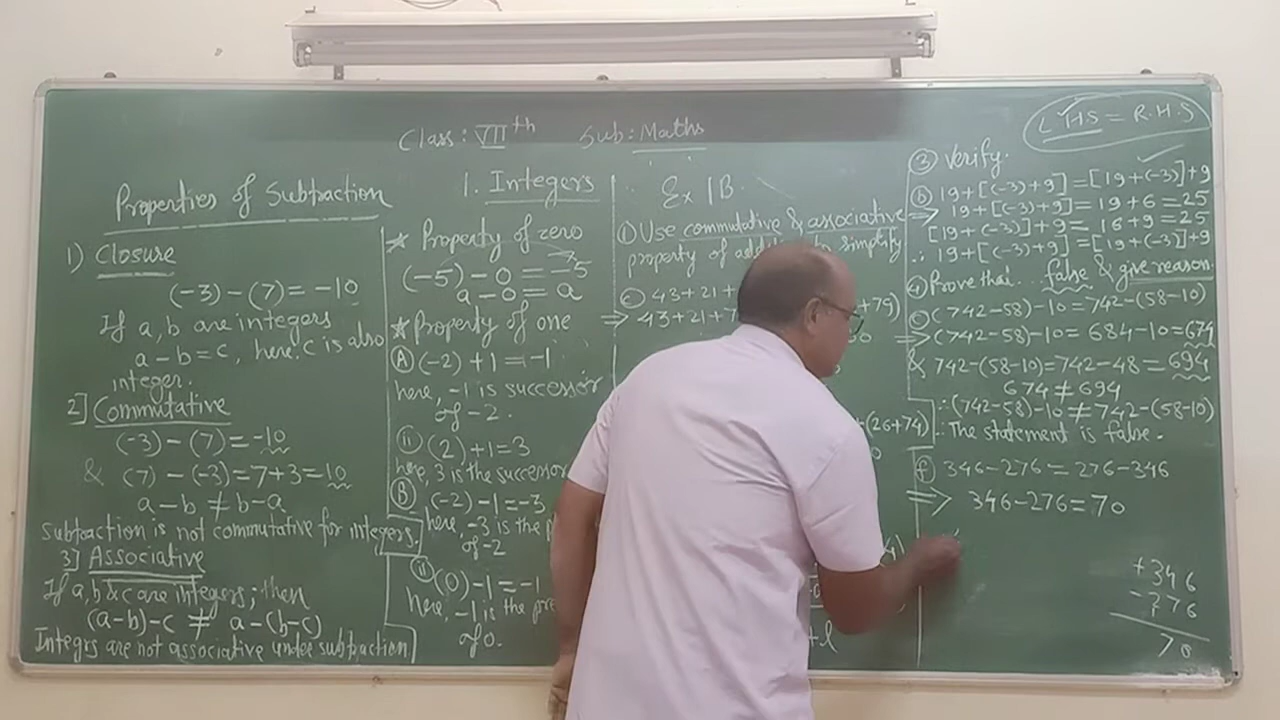 Class: VIIth Sub: Maths
LHS = R.H.S
1. Integers
Properties of Subtraction
1) Closure
(-3) - (7) = -10
If a, b are integers
a - b = c, here c is also
integer.
2] Commutative
(-3) - (7) = -10
& (7) - (-3) = 7+3 = 10
a - b ≠ b - a
Subtraction is not commutative for integers.
3] Associative
If a, b & c are integers; then
(a-b) - c ≠ a - (b-c)
Integrs are not associative under subtraction.
★ Property of zero
(-5) - 0 = -5
a - 0 = a
★ Property of one
Ⓐ (-2) + 1 = -1
here, -1 is successor
of -2.
ⓘⓘ (2) + 1 = 3
here, 3 is the successor
Ⓑ (-2) - 1 = -3
here, -3 is the
of -2
ⓘⓘ (0) - 1 = -1
here, -1 is the
of 0.
Ex 1B
① Use commutative & associative
property of to simplify
ⓒ 43+21+ +79)
⇒ 43+21+
(26+74)
③ Verify.
ⓑ 19+[(-3)+9] = [19+(-3)]+9
⇒ 19+[(-3)+9] = 19+6 = 25
[19+(-3)]+9 = 16+9 = 25
∴ 19+[(-3)+9] = [19+(-3)]+9
④ Prove that... false & give reason.
ⓒ (742-58)-10 = 742-(58-10)
⇒ (742-58)-10 = 684-10 = 674
& 742-(58-10) = 742-48 = 694
674 ≠ 694
∴ (742-58)-10 ≠ 742-(58-10)
∴ The statement is false.
ⓕ 346-276 = 276-346
⇒ 346-276 = 70
+346
-276
70